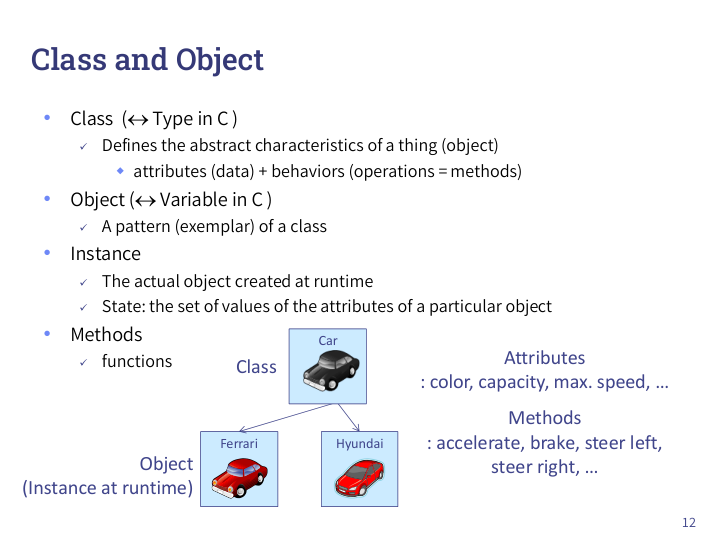 Class and Object
• Class (↔ Type in C )
✓ Defines the abstract characteristics of a thing (object)
◆ attributes (data) + behaviors (operations = methods)
• Object (↔ Variable in C )
✓ A pattern (exemplar) of a class
• Instance
✓ The actual object created at runtime
✓ State: the set of values of the attributes of a particular object
• Methods
✓ functions
Class
Car
Attributes
: color, capacity, max. speed, …
Methods
: accelerate, brake, steer left,
steer right, …
Object
(Instance at runtime)
Ferrari
Hyundai
12